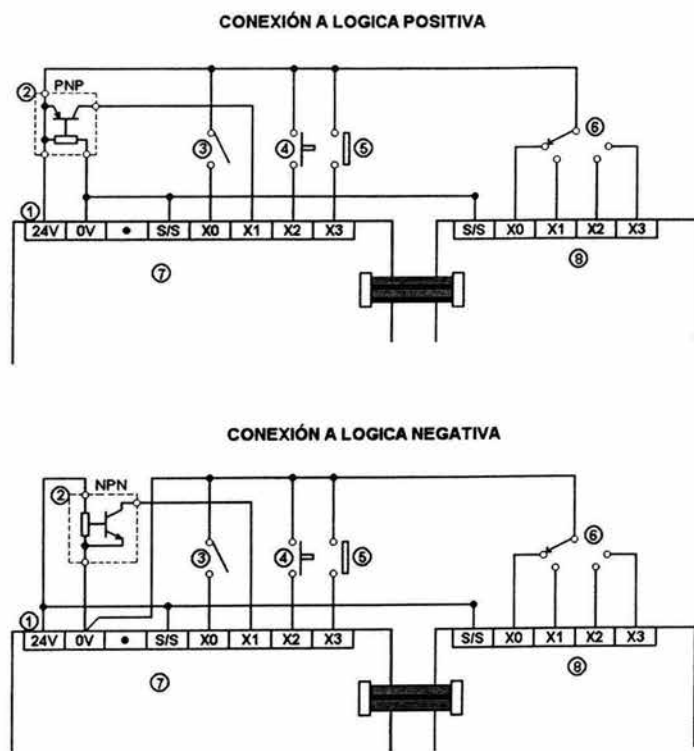 CONEXIÓN A LOGICA POSITIVA
② PNP
③ ④ ⑤ ⑥
①
24V 0V • S/S X0 X1 X2 X3 S/S X0 X1 X2 X3
⑦ ⑧
CONEXIÓN A LOGICA NEGATIVA
② NPN
③ ④ ⑤ ⑥
①
24V 0V • S/S X0 X1 X2 X3 S/S X0 X1 X2 X3
⑦ ⑧